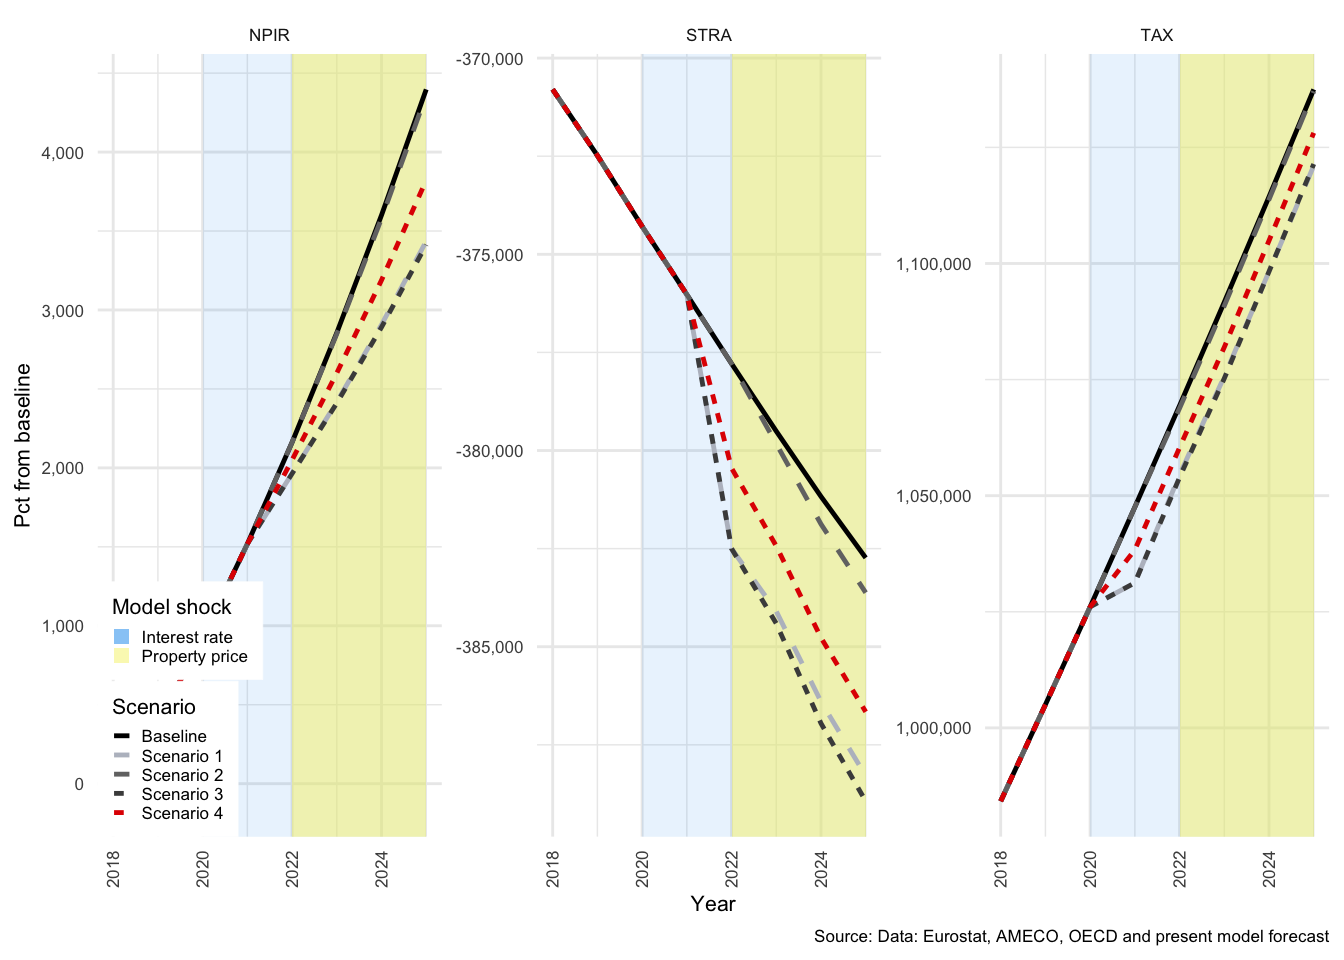 NPIR
STRA
TAX
Pct from baseline
4,000
3,000
2,000
1,000
0
-370,000
-375,000
-380,000
-385,000
1,100,000
1,050,000
1,000,000
Model shock
Interest rate
Property price
Scenario
Baseline
Scenario 1
Scenario 2
Scenario 3
Scenario 4
2018
2020
2022
2024
2018
2020
2022
2024
2018
2020
2022
2024
Year
Source: Data: Eurostat, AMECO, OECD and present model forecast